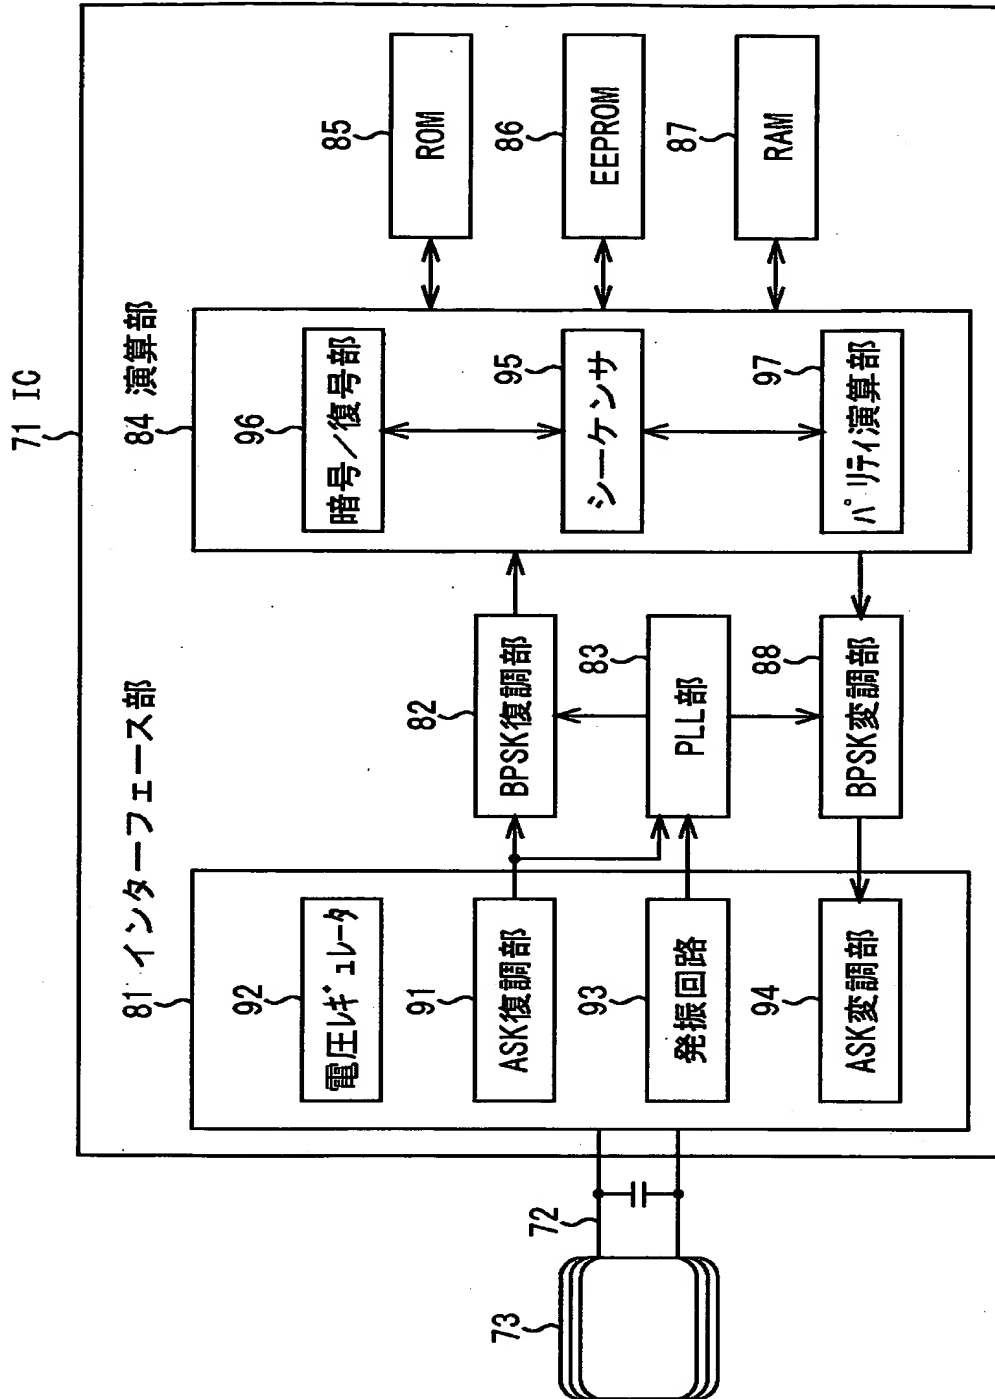 71 IC
81 インターフェース部
84 演算部
92
電圧レギュレータ
96
暗号／復号部
85
ROM
91
ASK復調部
82
BPSK復調部
95
シーケンサ
86
EEPROM
73
72
93
発振回路
83
PLL部
94
ASK変調部
88
BPSK変調部
97
パリティ演算部
87
RAM